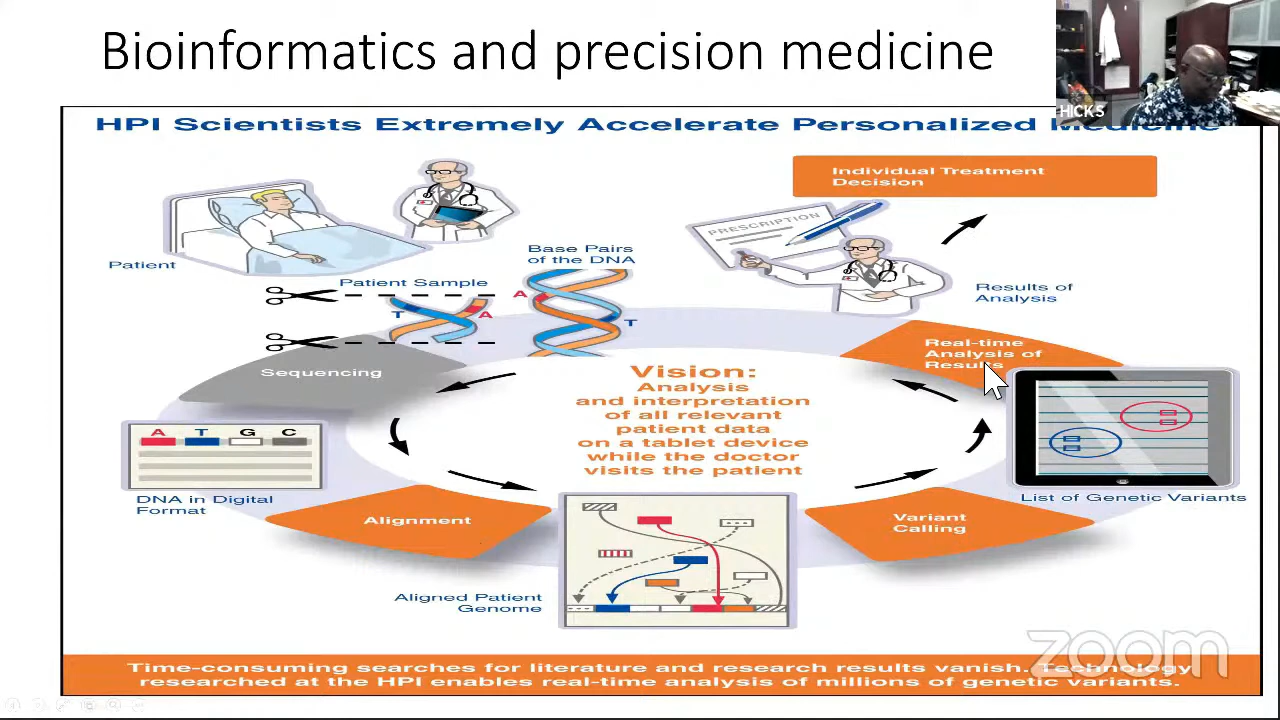 Bioinformatics and precision medicine
HICKS
HPI Scientists Extremely Accelerate Personalized Medicine
Individual Treatment
Decision
PRESCRIPTION
Patient
Base Pairs
of the DNA
Patient Sample
A
T
A
T
Results of
Analysis
Sequencing
Real-time
Analysis of
Results
Vision:
Analysis
and interpretation
of all relevant
patient data
on a tablet device
while the doctor
visits the patient
A T G C
DNA in Digital
Format
List of Genetic Variants
Alignment
Variant
Calling
Aligned Patient
Genome
zoom
Time-consuming searches for literature and research results vanish. Technology
researched at the HPI enables real-time analysis of millions of genetic variants.